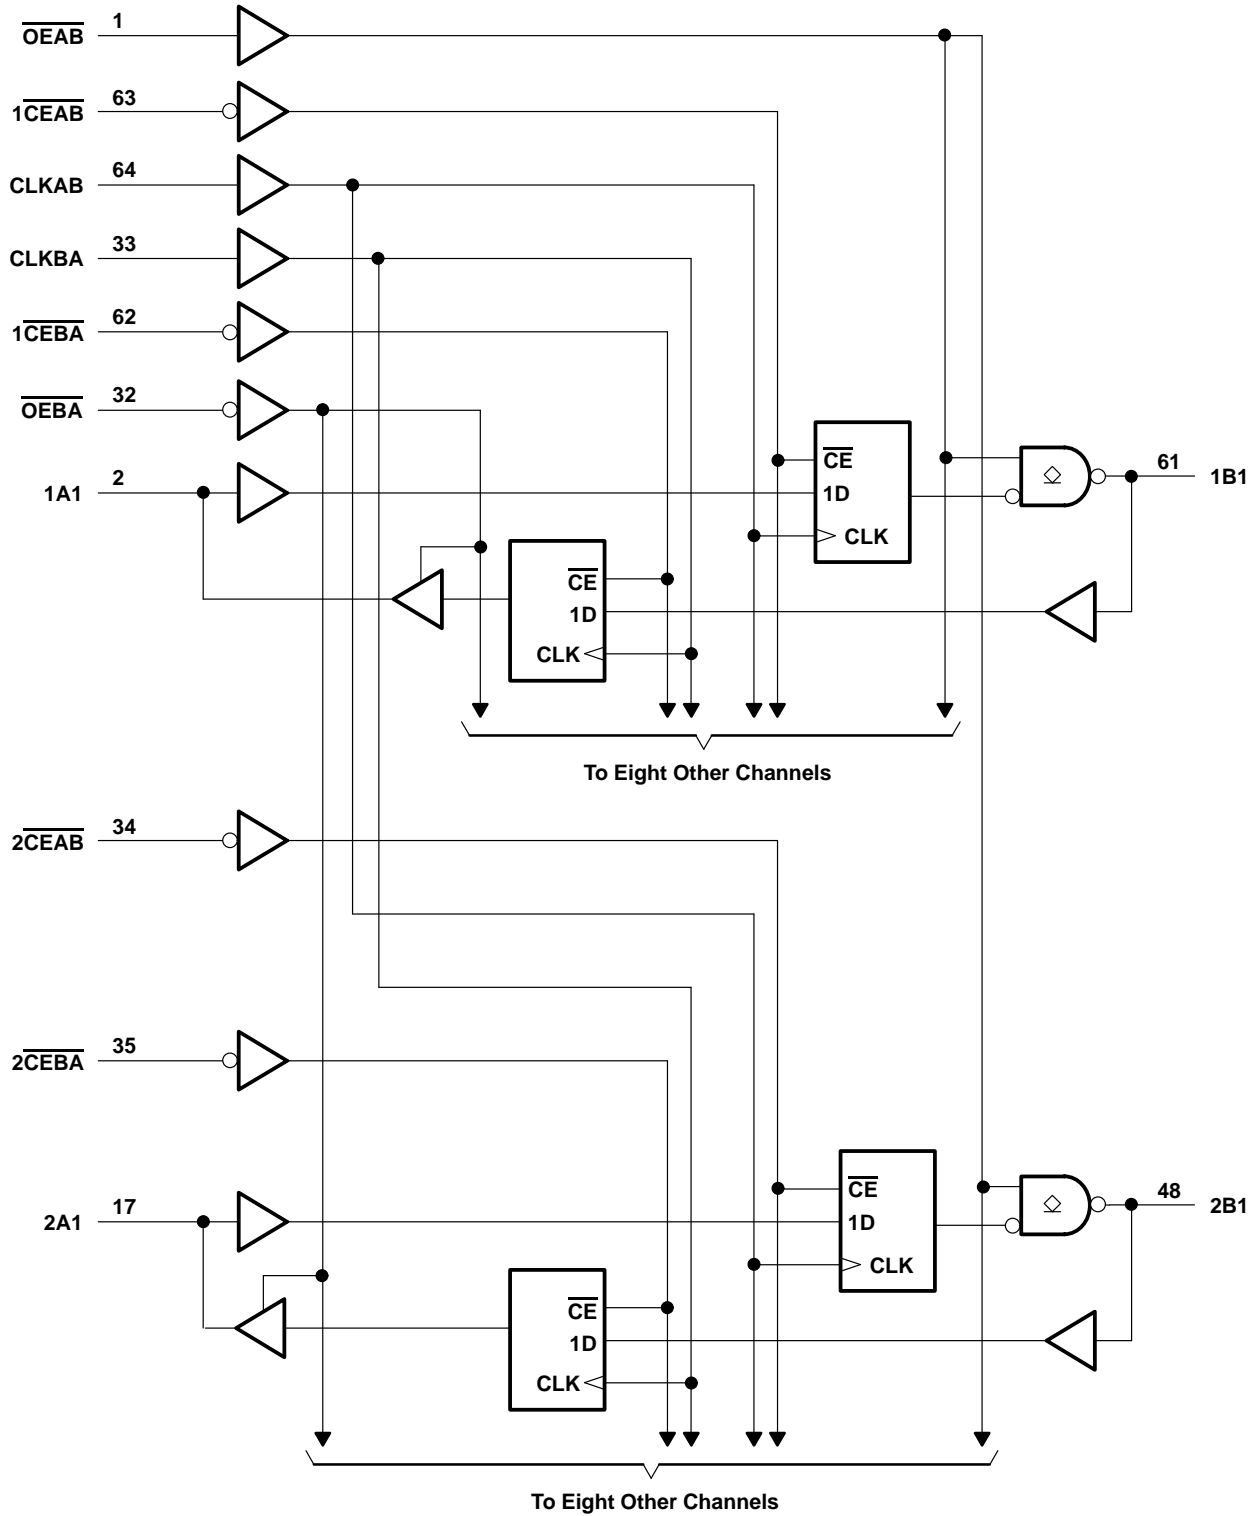 OEAB 1
1CEAB 63
CLKAB 64
CLKBA 33
1CEBA 62
OEBA 32
1A1 2
CE
1D
CLK
61 1B1
CE
1D
CLK
To Eight Other Channels
2CEAB 34
2CEBA 35
2A1 17
CE
1D
CLK
48 2B1
CE
1D
CLK
To Eight Other Channels